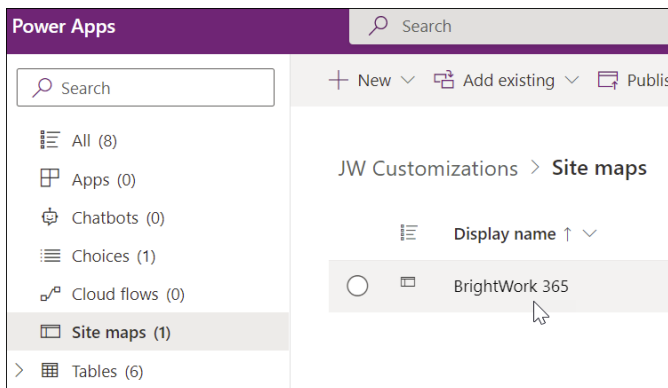 Power Apps
Search
Search
All (8)
Apps (0)
Chatbots (0)
Choices (1)
Cloud flows (0)
Site maps (1)
Tables (6)
New
Add existing
JW Customizations > Site maps
Display name ↑
BrightWork 365